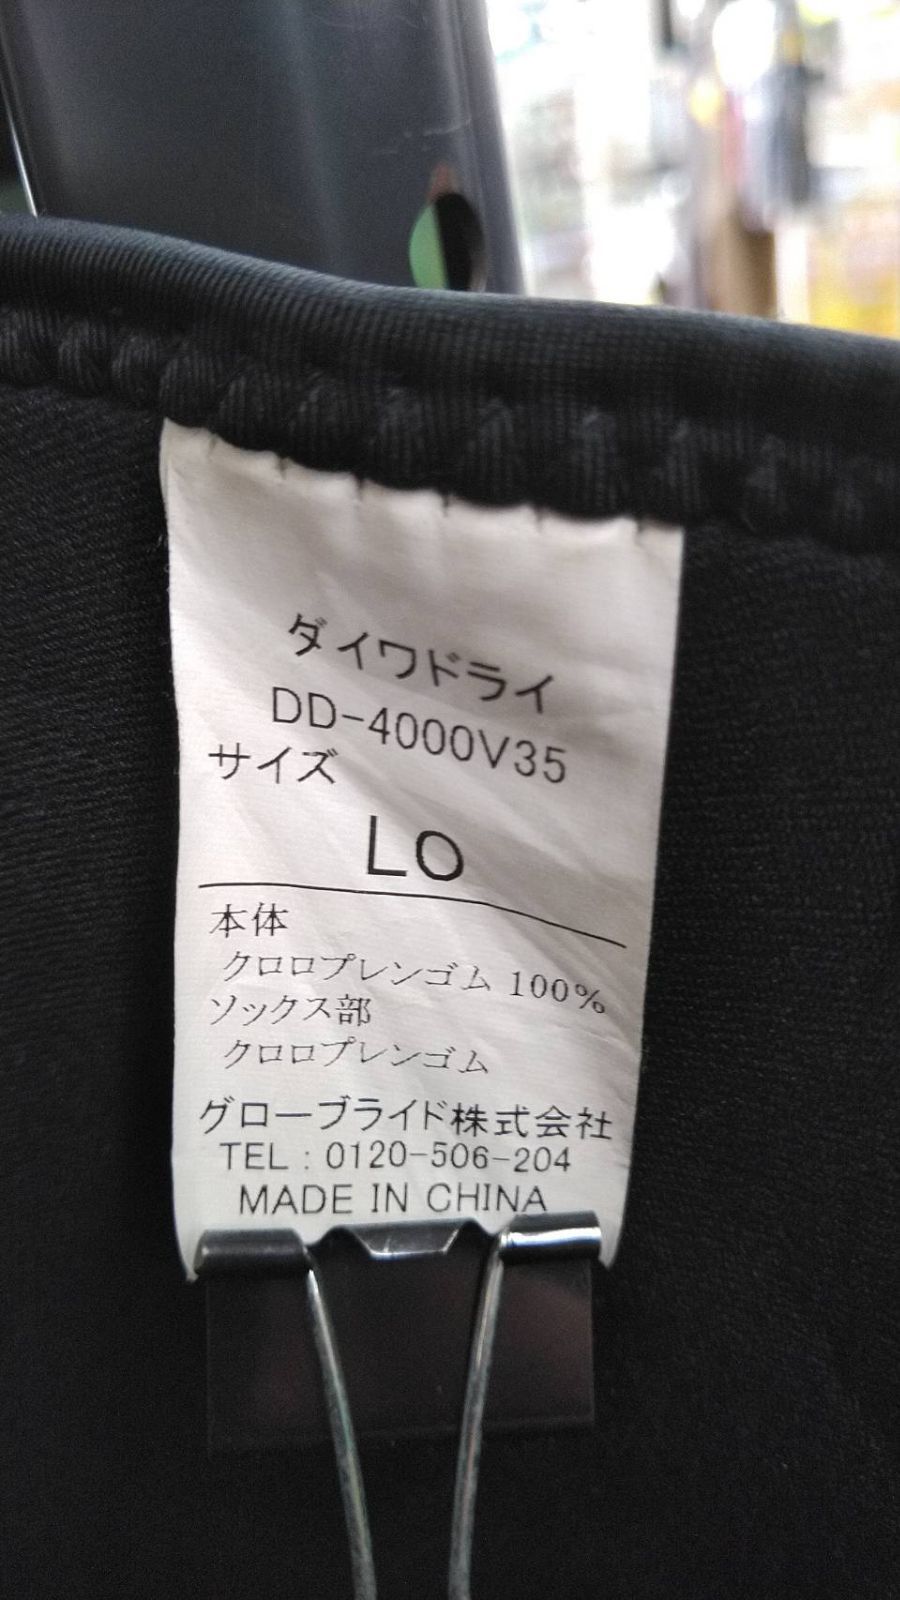 ダイワドライ
DD-4000V35
サイズ
LO
本体
クロロプレンゴム 100%
ソックス部
クロロプレンゴム
グローブライド株式会社
TEL : 0120-506-204
MADE IN CHINA